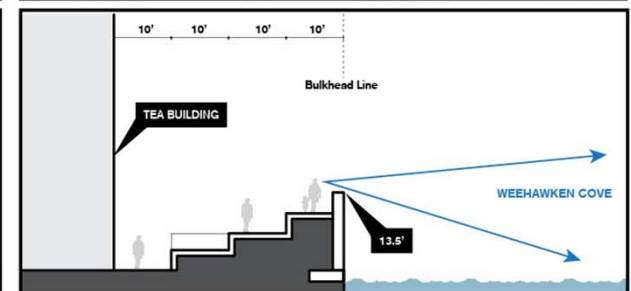 10' 10' 10' 10'
Bulkhead Line
TEA BUILDING
WEEHAWKEN COVE
13.5'